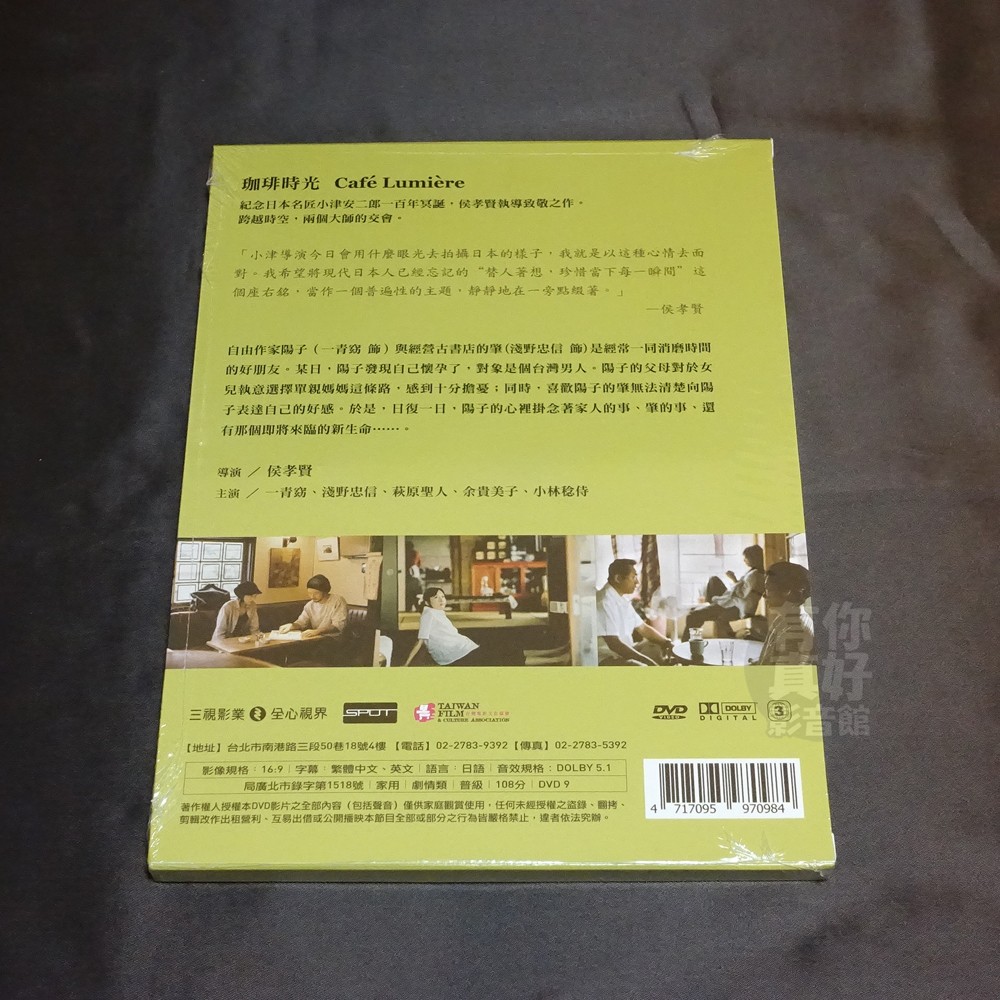 珈琲時光 Café Lumière
紀念日本名匠小津安二郎一百年冥誕，侯孝賢執導致敬之作。
跨越時空，兩個大師的交會。
「小津導演今日會用什麼眼光去拍攝日本的樣子，我就是以這種心情去面
對。我希望將現代日本人已經忘記的“替人著想，珍惜當下每一瞬間”這
個座右銘，當作一個普遍性的主題，靜靜地在一旁點綴著。」
—侯孝賢
自由作家陽子（一青窈 飾）與經營古書店的肇(淺野忠信 飾)是經常一同消磨時間
的好朋友。某日，陽子發現自己懷孕了，對象是個台灣男人。陽子的父母對於女
兒執意選擇單親媽媽這條路，感到十分擔憂；同時，喜歡陽子的肇無法清楚向陽
子表達自己的好感。於是，日復一日，陽子的心裡掛念著家人的事、肇的事、還
有那個即將來臨的新生命……。
導演 ／ 侯孝賢
主演 ／ 一青窈、淺野忠信、萩原聖人、余貴美子、小林稔侍
有你
真好
影音館
三視影業 全心視界 SPOT TAIWAN FILM & CULTURE ASSOCIATION DVD VIDEO DOLBY DIGITAL 3
【地址】台北市南港路三段50巷18號4樓 【電話】02-2783-9392【傳真】02-2783-5392
影像規格：16:9｜字幕：繁體中文、英文｜語言：日語｜音效規格：DOLBY 5.1
局廣北市錄字第1518號｜家用｜劇情類｜普級｜108分｜DVD 9
著作權人授權本DVD影片之全部內容（包括聲音）僅供家庭觀賞使用，任何未經授權之盜錄、翻拷、
剪輯改作出租營利、互易出借或公開播映本節目全部或部分之行為皆嚴格禁止，違者依法究辦。
4 717095 970984